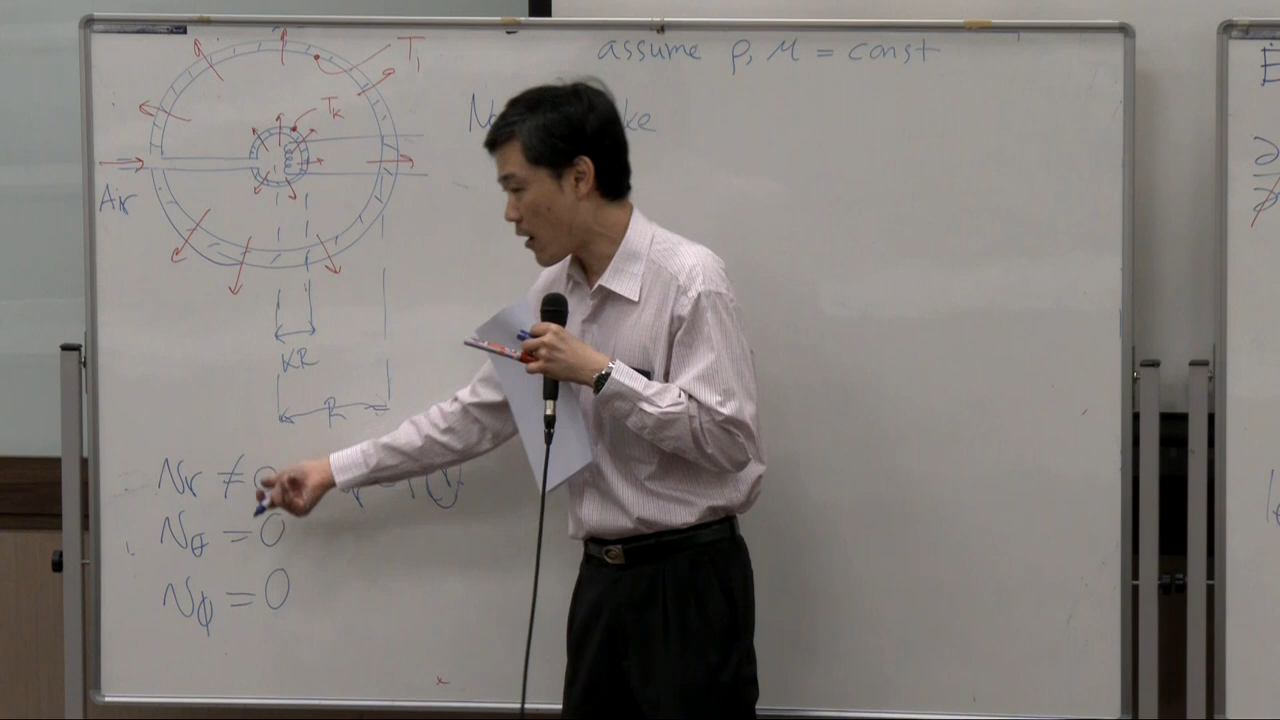 assume ρ, μ = const
T₁
Tκ
Air
κR
R
Nr ≠ 0
Nθ = 0
Nϕ = 0